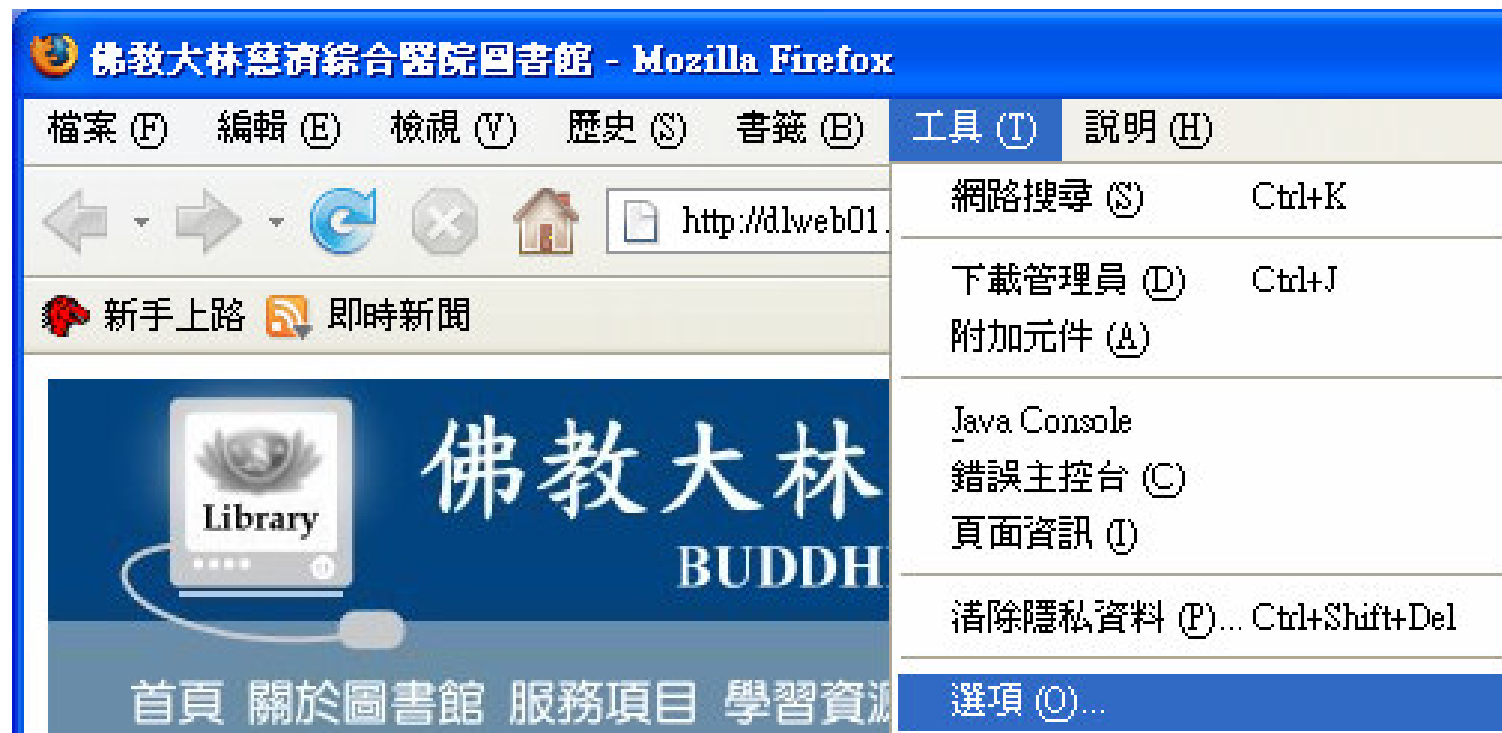 佛教大林慈濟綜合醫院圖書館 - Mozilla Firefox
檔案 (F) 編輯 (E) 檢視 (V) 歷史 (S) 書籤 (B) 工具 (T) 說明 (H)
http://dlweb01.
新手上路 即時新聞
網路搜尋 (S) Ctrl+K
下載管理員 (D) Ctrl+J
附加元件 (A)
Java Console
錯誤主控台 (C)
頁面資訊 (I)
清除隱私資料 (P)... Ctrl+Shift+Del
選項 (O)...
Library
佛教大林
BUDDH
首頁 關於圖書館 服務項目 學習資源